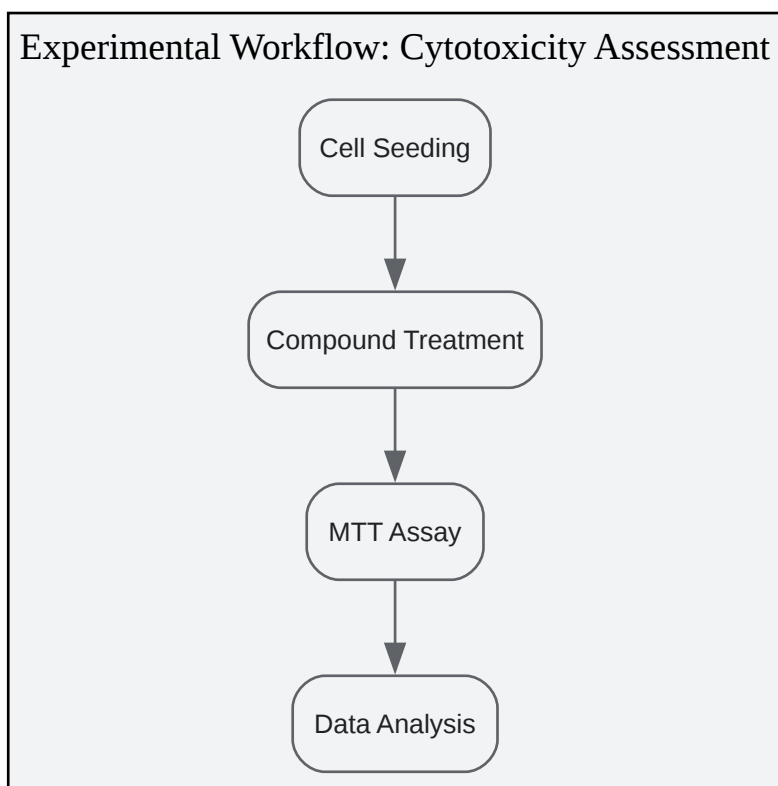 Experimental Workflow: Cytotoxicity Assessment
Cell Seeding
Compound Treatment
MTT Assay
Data Analysis